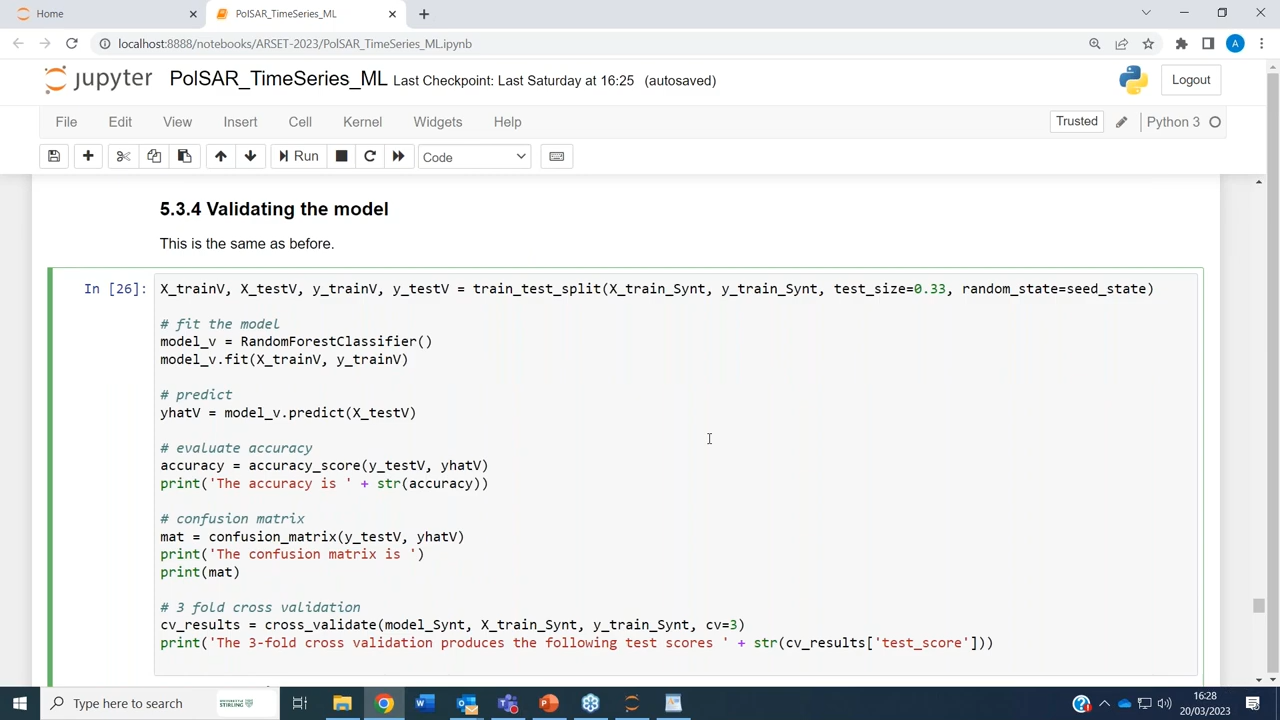 Home
PolSAR_TimeSeries_ML
localhost:8888/notebooks/ARSET-2023/PolSAR_TimeSeries_ML.ipynb
A
jupyter PolSAR_TimeSeries_ML Last Checkpoint: Last Saturday at 16:25 (autosaved)
Logout
File Edit View Insert Cell Kernel Widgets Help
Trusted
Python 3
Run
Code
5.3.4 Validating the model
This is the same as before.
In [26]:
X_trainV, X_testV, y_trainV, y_testV = train_test_split(X_train_Synt, y_train_Synt, test_size=0.33, random_state=seed_state)
# fit the model
model_v = RandomForestClassifier()
model_v.fit(X_trainV, y_trainV)
# predict
yhatV = model_v.predict(X_testV)
# evaluate accuracy
accuracy = accuracy_score(y_testV, yhatV)
print('The accuracy is ' + str(accuracy))
# confusion matrix
mat = confusion_matrix(y_testV, yhatV)
print('The confusion matrix is ')
print(mat)
# 3 fold cross validation
cv_results = cross_validate(model_Synt, X_train_Synt, y_train_Synt, cv=3)
print('The 3-fold cross validation produces the following test scores ' + str(cv_results['test_score']))
Type here to search
STIRLING
16:28
20/03/2023